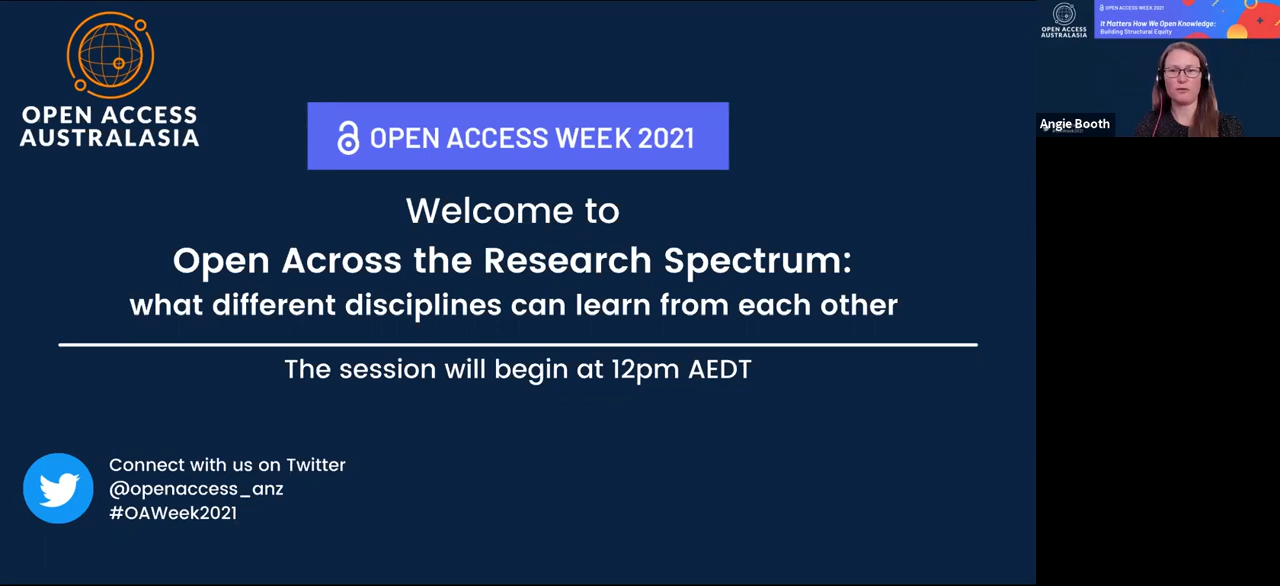 OPEN ACCESS
AUSTRALASIA
OPEN ACCESS WEEK 2021
Welcome to
Open Across the Research Spectrum:
what different disciplines can learn from each other
The session will begin at 12pm AEDT
Connect with us on Twitter
@openaccess_anz
#OAWeek2021
OPEN ACCESS
AUSTRALASIA
OPEN ACCESS WEEK 2021
It Matters How We Open Knowledge:
Building Structural Equity
Angie Booth